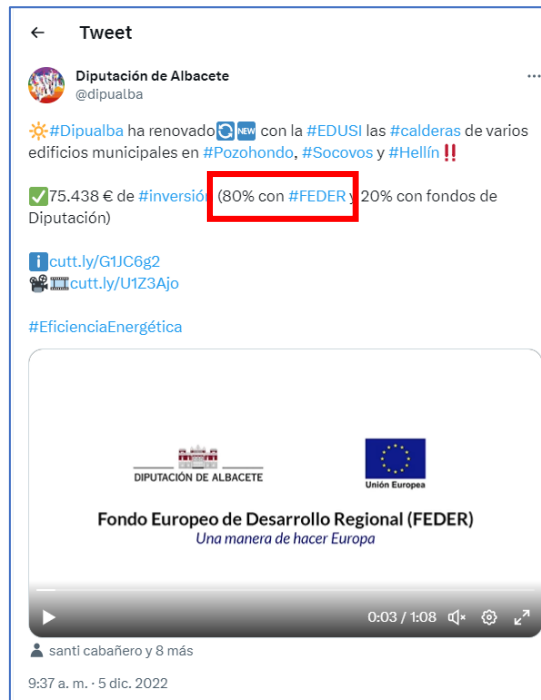 ← Tweet
Diputación de Albacete
@dipualba
🔆#Dipualba ha renovado🔄🆕 con la #EDUSI las #calderas de varios
edificios municipales en #Pozohondo, #Socovos y #Hellín‼️
✅75.438 € de #inversión (80% con #FEDER y 20% con fondos de
Diputación)
ℹ️cutt.ly/G1JC6g2
📽️🎞️cutt.ly/U1Z3Ajo
#EficienciaEnergética
DIPUTACIÓN DE ALBACETE
Unión Europea
Fondo Europeo de Desarrollo Regional (FEDER)
Una manera de hacer Europa
0:03 / 1:08
santi cabañero y 8 más
9:37 a. m. · 5 dic. 2022